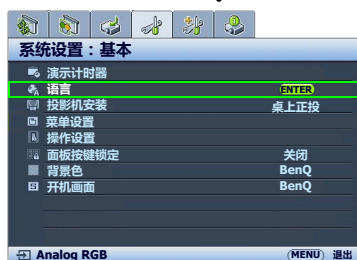 系统设置：基本
演示计时器
语言 ENTER
投影机安装 桌上正投
菜单设置
操作设置
面板按键锁定 关闭
背景色 BenQ
开机画面 BenQ
Analog RGB MENU 退出